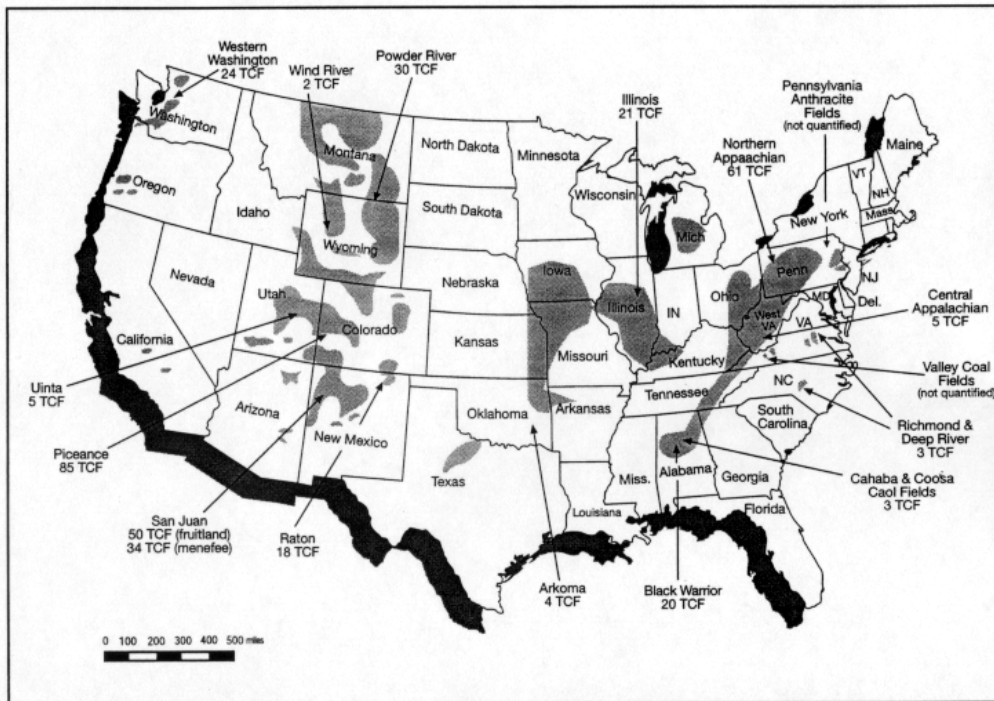 Western
Washington
24 TCF
Wind River
2 TCF
Powder River
30 TCF
Illinois
21 TCF
Pennsylvania
Anthracite
Fields
(not quantified)
Northern
Appaachian
61 TCF
Washington
Oregon
Idaho
Montana
North Dakota
South Dakota
Minnesota
Wisconsin
Mich
Maine
VT
NH
Mass
New York
Wyoming
Nebraska
Iowa
Nevada
Utah
Colorado
Kansas
California
Illinois
IN
Ohio
Penn
NJ
MD
Del.
West
VA
VA
Central
Appalachian
5 TCF
Missouri
Kentucky
Tennessee
NC
Valley Coal
Fields
(not quantified)
Uinta
5 TCF
Arizona
New Mexico
Oklahoma
Arkansas
South
Carolina
Richmond &
Deep River
3 TCF
Piceance
85 TCF
Texas
Miss.
Alabama
Georgia
Cahaba & Coosa
Caol Fields
3 TCF
Louisiana
Florida
San Juan
50 TCF (fruitland)
34 TCF (menefee)
Raton
18 TCF
Arkoma
4 TCF
Black Warrior
20 TCF
0 100 200 300 400 500 miles